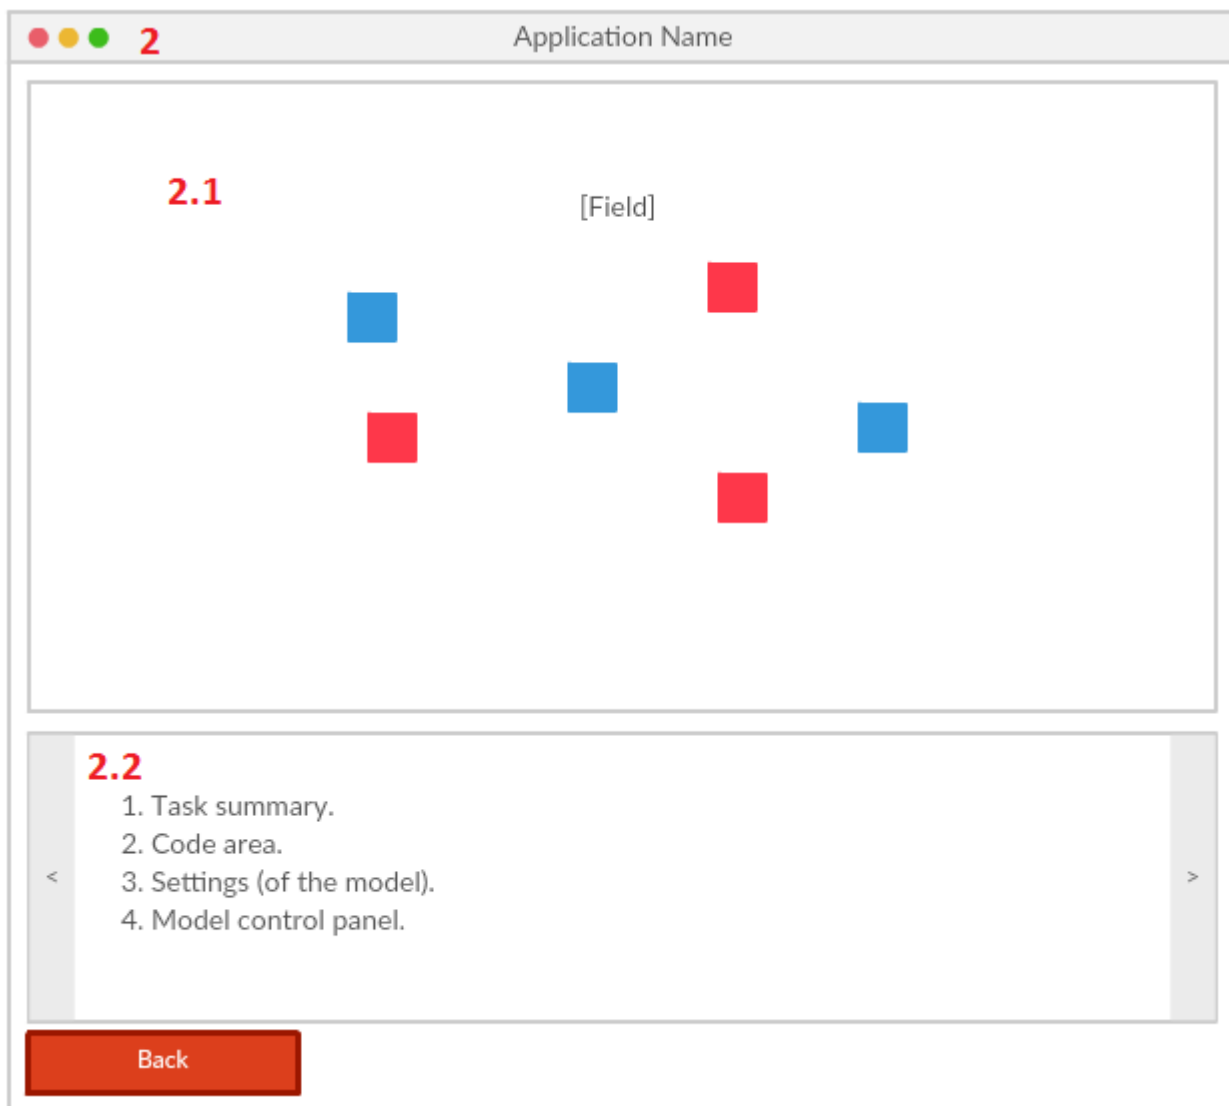 2 Application Name
2.1
[Field]
2.2
1. Task summary.
2. Code area.
< 3. Settings (of the model). >
4. Model control panel.
Back